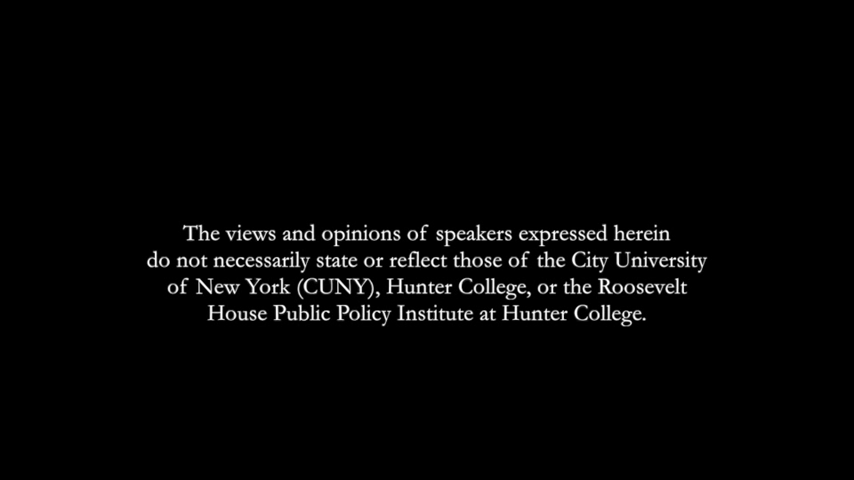 The views and opinions of speakers expressed herein
do not necessarily state or reflect those of the City University
of New York (CUNY), Hunter College, or the Roosevelt
House Public Policy Institute at Hunter College.